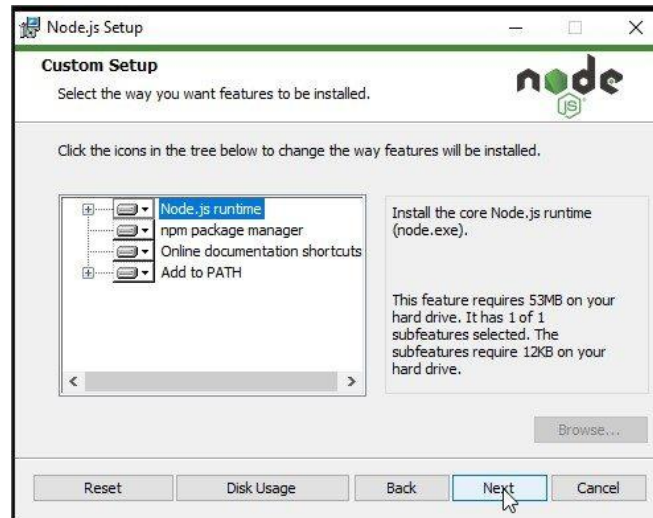 Node.js Setup
Custom Setup
Select the way you want features to be installed.
node
JS
Click the icons in the tree below to change the way features will be installed.
Node.js runtime
npm package manager
Online documentation shortcuts
Add to PATH
Install the core Node.js runtime
(node.exe).
This feature requires 53MB on your
hard drive. It has 1 of 1
subfeatures selected. The
subfeatures require 12KB on your
hard drive.
Browse...
Reset
Disk Usage
Back
Next
Cancel